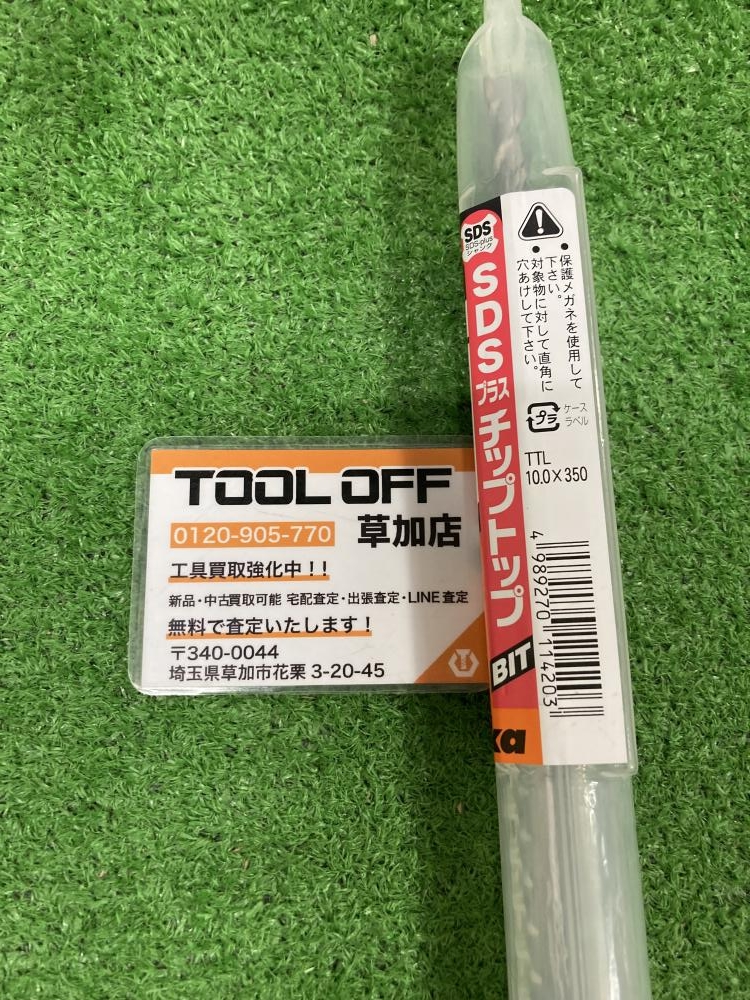 TOOL OFF
0120-905-770 草加店
工具買取強化中！！
新品・中古買取可能 宅配査定・出張査定・LINE査定
無料で査定いたします！
〒340-0044
埼玉県草加市花栗 3-20-45
SDS
SDS-plus
シャンク
SDSプラスチップトップ
BIT
ka
●保護メガネを使用して
下さい。
●対象物に対して直角に
穴あけして下さい。
プラ
ケース
ラベル
TTL
10.0×350
4 989270 114203